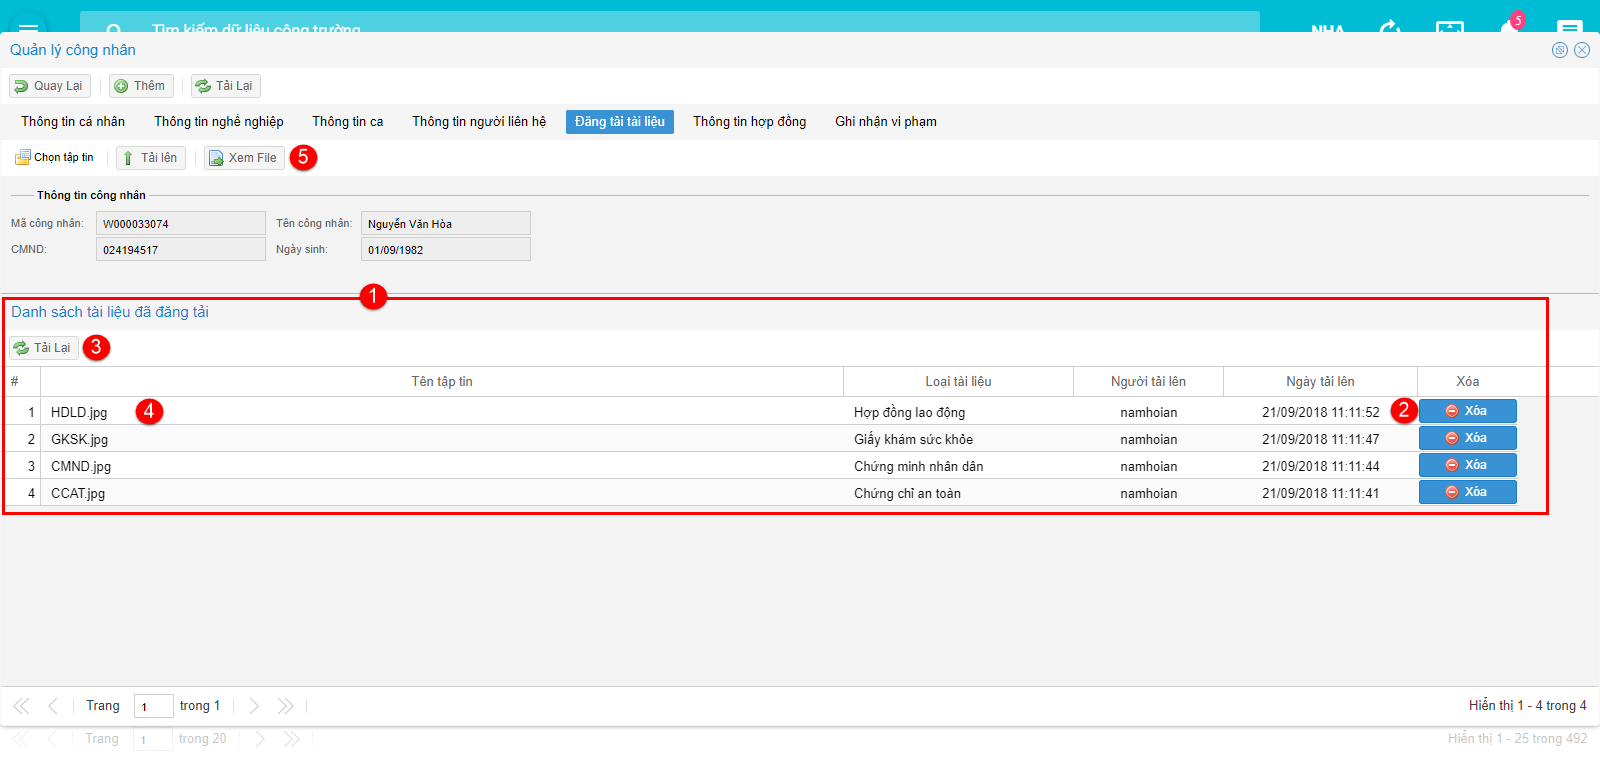 Tìm kiếm dữ liệu công trường
NHA
5
Quản lý công nhân
Quay Lại Thêm Tải Lại
Thông tin cá nhân Thông tin nghề nghiệp Thông tin ca Thông tin người liên hệ Đăng tải tài liệu Thông tin hợp đồng Ghi nhận vi phạm
Chọn tập tin Tải lên Xem File 5
Thông tin công nhân
Mã công nhân: W000033074 Tên công nhân: Nguyễn Văn Hòa
CMND: 024194517 Ngày sinh: 01/09/1982
1
Danh sách tài liệu đã đăng tải
Tải Lại 3
# Tên tập tin Loại tài liệu Người tải lên Ngày tải lên Xóa
1 HDLD.jpg 4 Hợp đồng lao động namhoian 21/09/2018 11:11:52 2 Xóa
2 GKSK.jpg Giấy khám sức khỏe namhoian 21/09/2018 11:11:47 Xóa
3 CMND.jpg Chứng minh nhân dân namhoian 21/09/2018 11:11:44 Xóa
4 CCAT.jpg Chứng chỉ an toàn namhoian 21/09/2018 11:11:41 Xóa
Trang 1 trong 1 Hiển thị 1 - 4 trong 4
Trang 1 trong 20 Hiển thị 1 - 25 trong 492